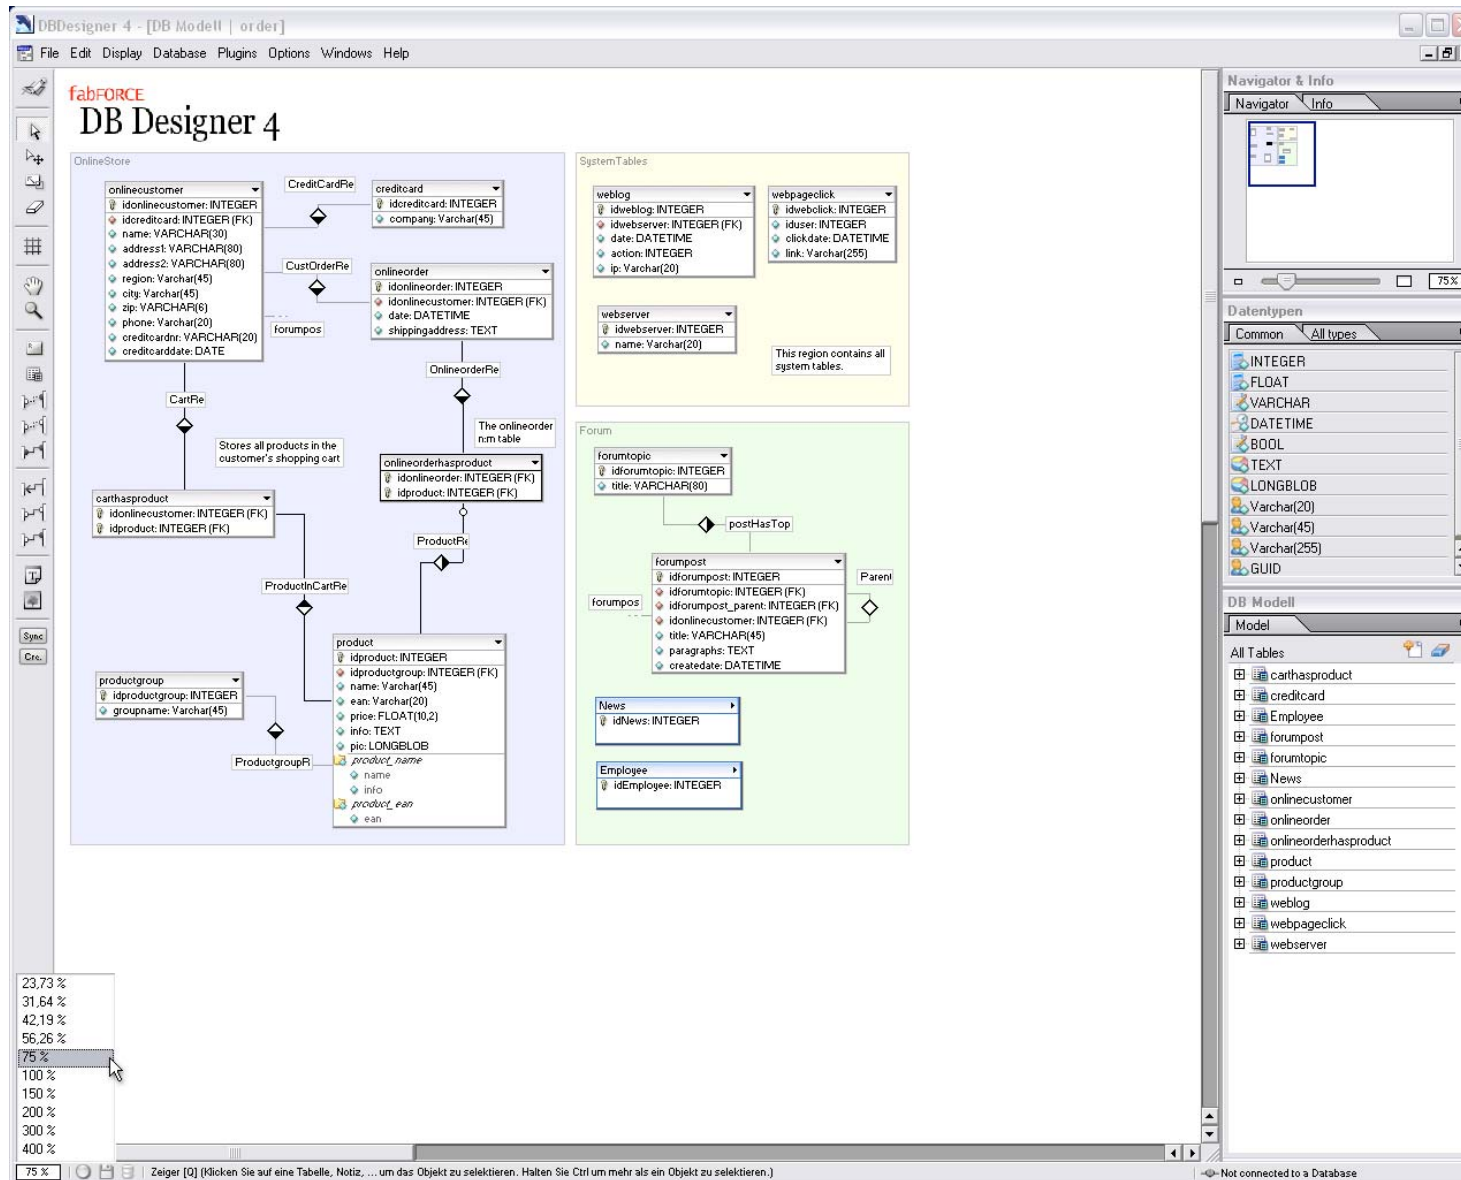 DBDesigner 4 - [DB Modell | order]
File Edit Display Database Plugins Options Windows Help
fabFORCE
DB Designer 4
OnlineStore
onlinecustomer
idonlinecustomer: INTEGER
idcreditcard: INTEGER (FK)
name: VARCHAR(30)
address1: VARCHAR(80)
address2: VARCHAR(80)
region: Varchar(45)
city: Varchar(45)
zip: VARCHAR(6)
phone: Varchar(20)
creditcardnr: VARCHAR(20)
creditcarddate: DATE
CreditCardRe
creditcard
idcreditcard: INTEGER
company: Varchar(45)
CustOrderRe
onlineorder
idonlineorder: INTEGER
idonlinecustomer: INTEGER (FK)
date: DATETIME
shippingaddress: TEXT
forumpos
OnlineorderRe
CartRe
The onlineorder
n:m table
Stores all products in the
customer's shopping cart
onlineorderhasproduct
idonlineorder: INTEGER (FK)
idproduct: INTEGER (FK)
carthasproduct
idonlinecustomer: INTEGER (FK)
idproduct: INTEGER (FK)
ProductRe
ProductInCartRe
product
idproduct: INTEGER
idproductgroup: INTEGER (FK)
name: Varchar(45)
ean: Varchar(20)
price: FLOAT(10,2)
info: TEXT
pic: LONGBLOB
product_name
name
info
product_ean
ean
productgroup
idproductgroup: INTEGER
groupname: Varchar(45)
ProductgroupR
SystemTables
weblog
idweblog: INTEGER
idwebserver: INTEGER (FK)
date: DATETIME
action: INTEGER
ip: Varchar(20)
webpageclick
idwebclick: INTEGER
iduser: INTEGER
clickdate: DATETIME
link: Varchar(255)
webserver
idwebserver: INTEGER
name: Varchar(20)
This region contains all
system tables.
Forum
forumtopic
idforumtopic: INTEGER
title: VARCHAR(80)
postHasTop
forumpost
idforumpost: INTEGER
idforumtopic: INTEGER (FK)
idforumpost_parent: INTEGER (FK)
idonlinecustomer: INTEGER (FK)
title: VARCHAR(45)
paragraphs: TEXT
createdate: DATETIME
Parent
forumpos
News
idNews: INTEGER
Employee
idEmployee: INTEGER
Sync
Cre.
Navigator & Info
Navigator Info
75%
Datentypen
Common All types
INTEGER
FLOAT
VARCHAR
DATETIME
BOOL
TEXT
LONGBLOB
Varchar(20)
Varchar(45)
Varchar(255)
GUID
DB Modell
Model
All Tables
carthasproduct
creditcard
Employee
forumpost
forumtopic
News
onlinecustomer
onlineorder
onlineorderhasproduct
product
productgroup
weblog
webpageclick
webserver
23,73 %
31,64 %
42,19 %
56,26 %
75 %
100 %
150 %
200 %
300 %
400 %
75 %
Zeiger [Q] (Klicken Sie auf eine Tabelle, Notiz, ... um das Objekt zu selektieren. Halten Sie Ctrl um mehr als ein Objekt zu selektieren.)
Not connected to a Database